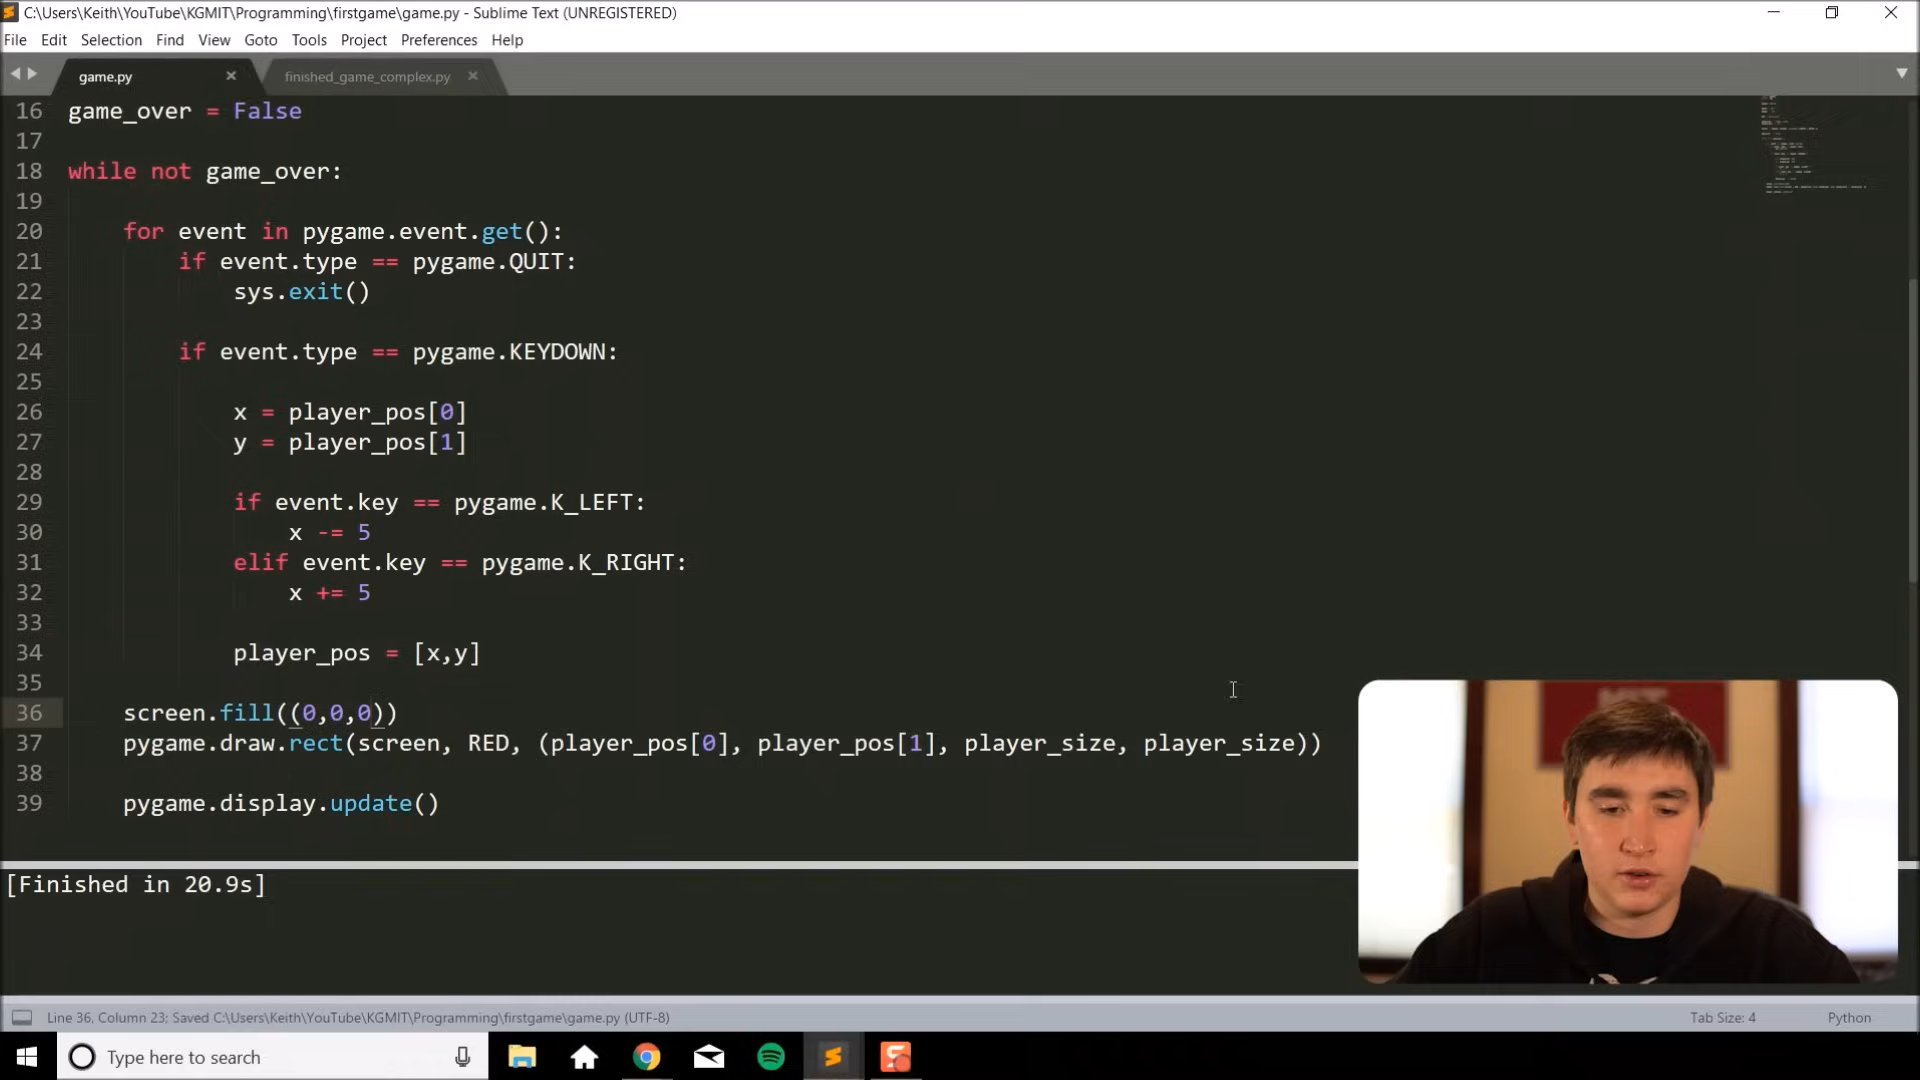 C:\Users\Keith\YouTube\KGMIT\Programming\firstgame\game.py - Sublime Text (UNREGISTERED)
File Edit Selection Find View Goto Tools Project Preferences Help
game.py finished_game_complex.py
16 game_over = False
17
18 while not game_over:
19
20 for event in pygame.event.get():
21 if event.type == pygame.QUIT:
22 sys.exit()
23
24 if event.type == pygame.KEYDOWN:
25
26 x = player_pos[0]
27 y = player_pos[1]
28
29 if event.key == pygame.K_LEFT:
30 x -= 5
31 elif event.key == pygame.K_RIGHT:
32 x += 5
33
34 player_pos = [x,y]
35
36 screen.fill((0,0,0))
37 pygame.draw.rect(screen, RED, (player_pos[0], player_pos[1], player_size, player_size))
38
39 pygame.display.update()
[Finished in 20.9s]
Line 36, Column 23; Saved C:\Users\Keith\YouTube\KGMIT\Programming\firstgame\game.py (UTF-8) Tab Size: 4 Python
Type here to search